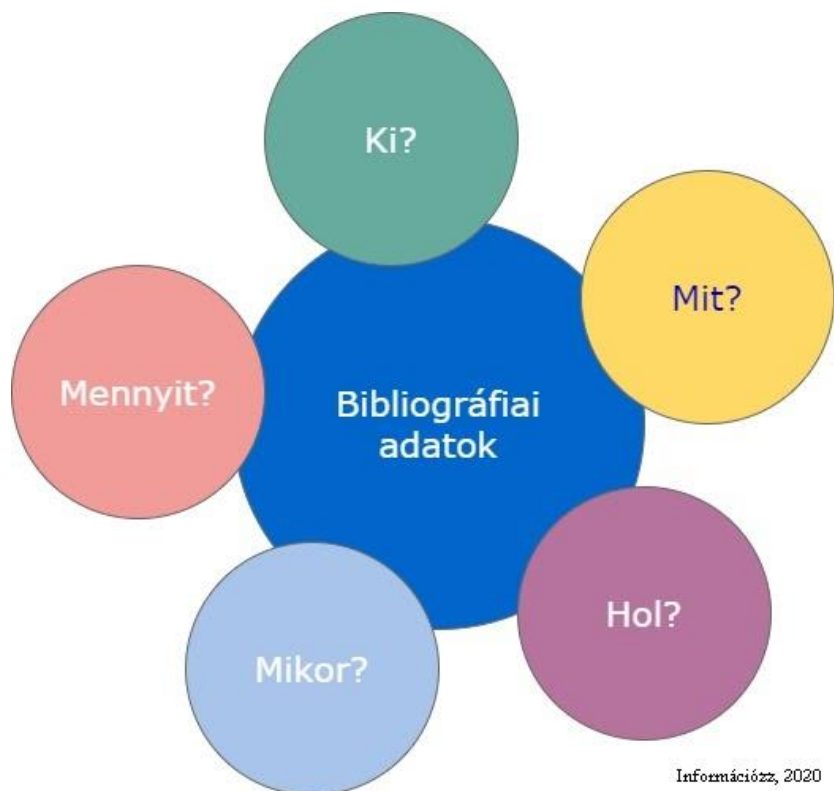 Ki?
Mit?
Mennyit?
Bibliográfiai
adatok
Hol?
Mikor?
Információzz, 2020